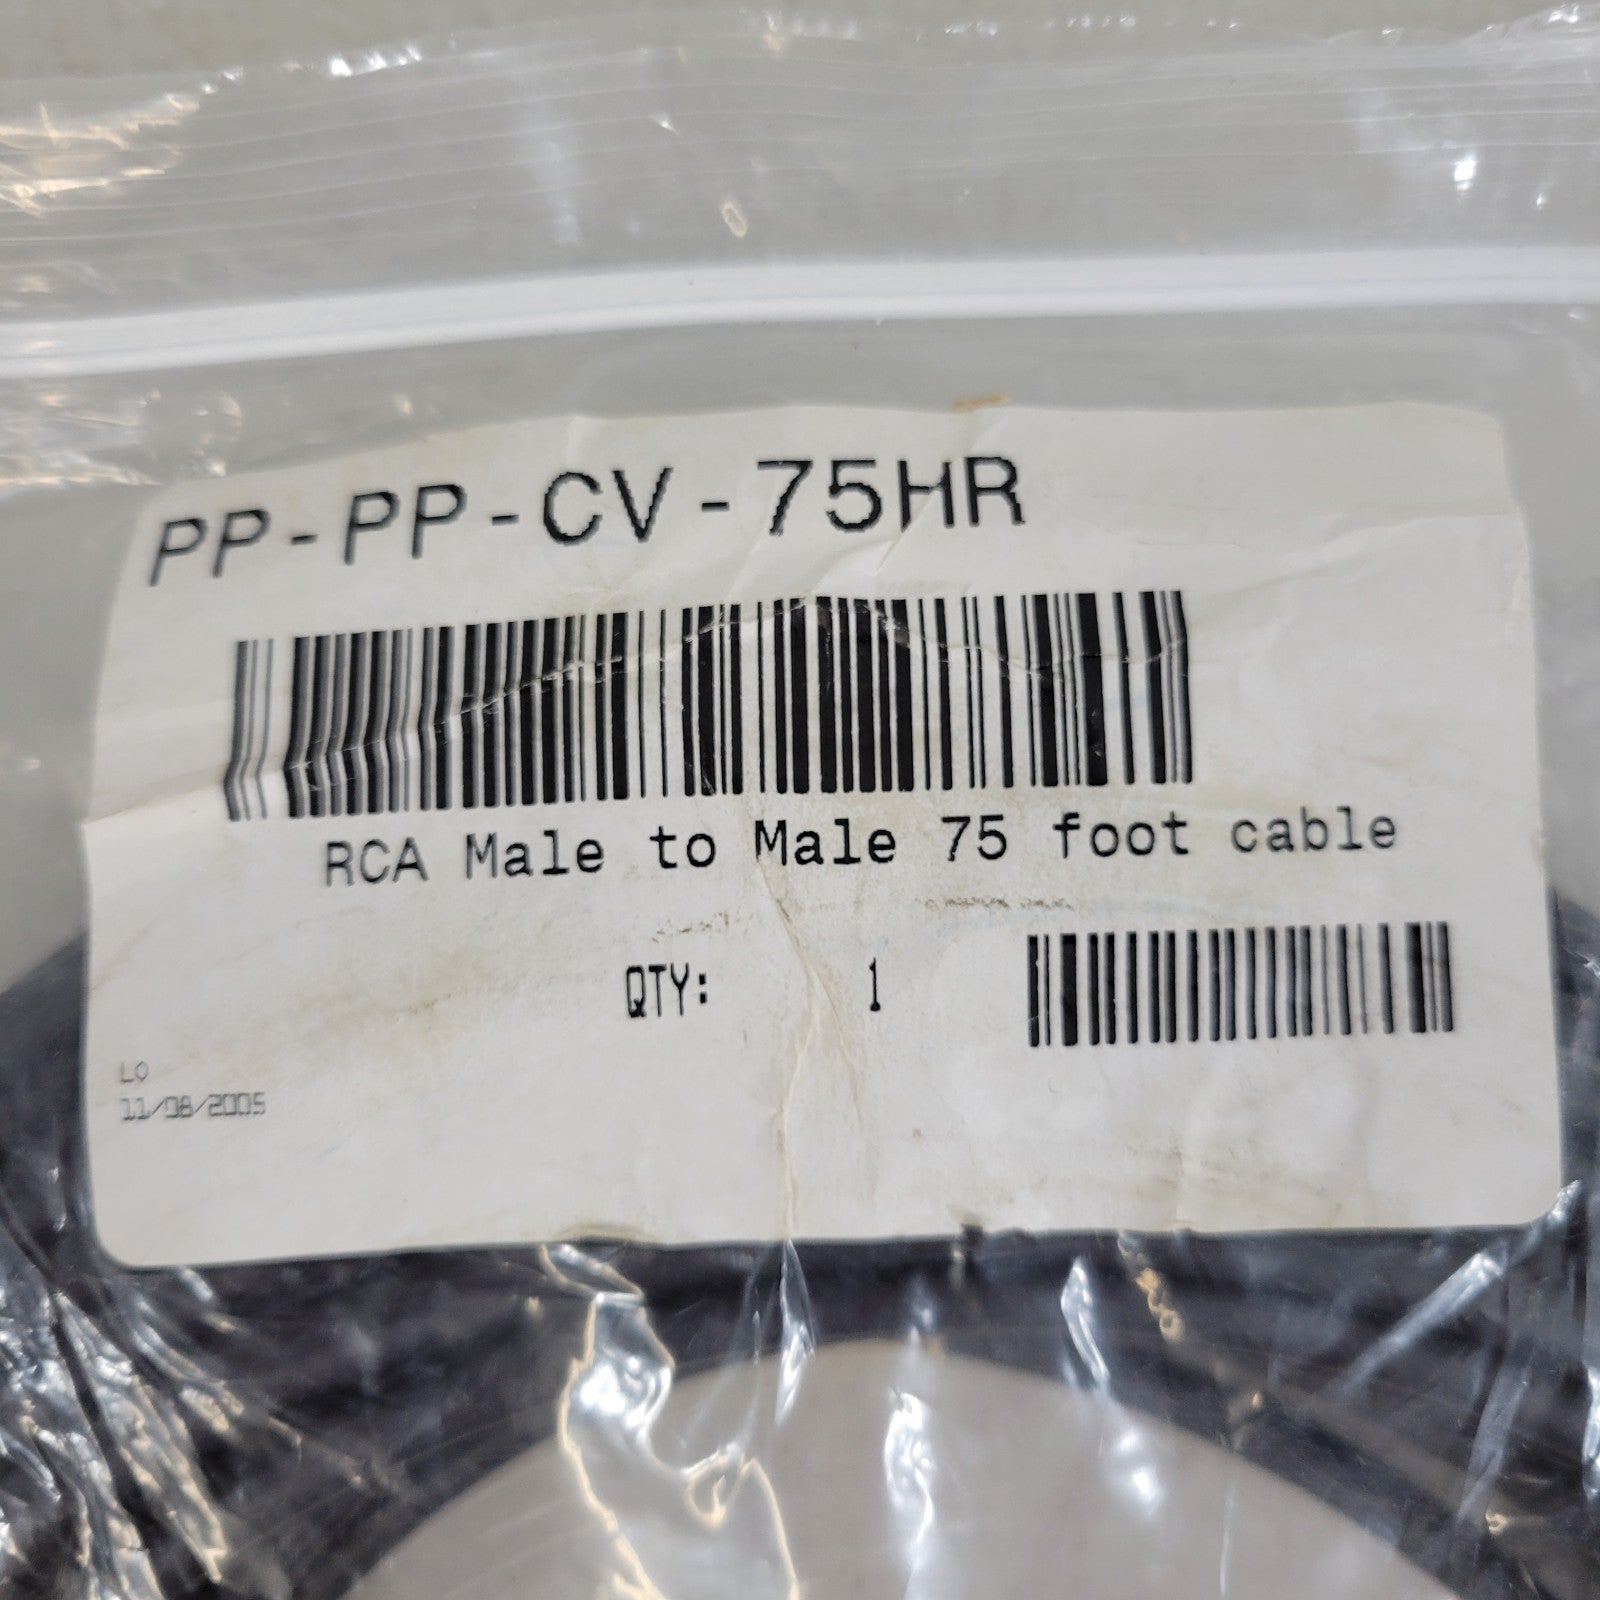 PP-PP-CV-75HR
RCA Male to Male 75 foot cable
QTY: 1
LO
11/08/2005